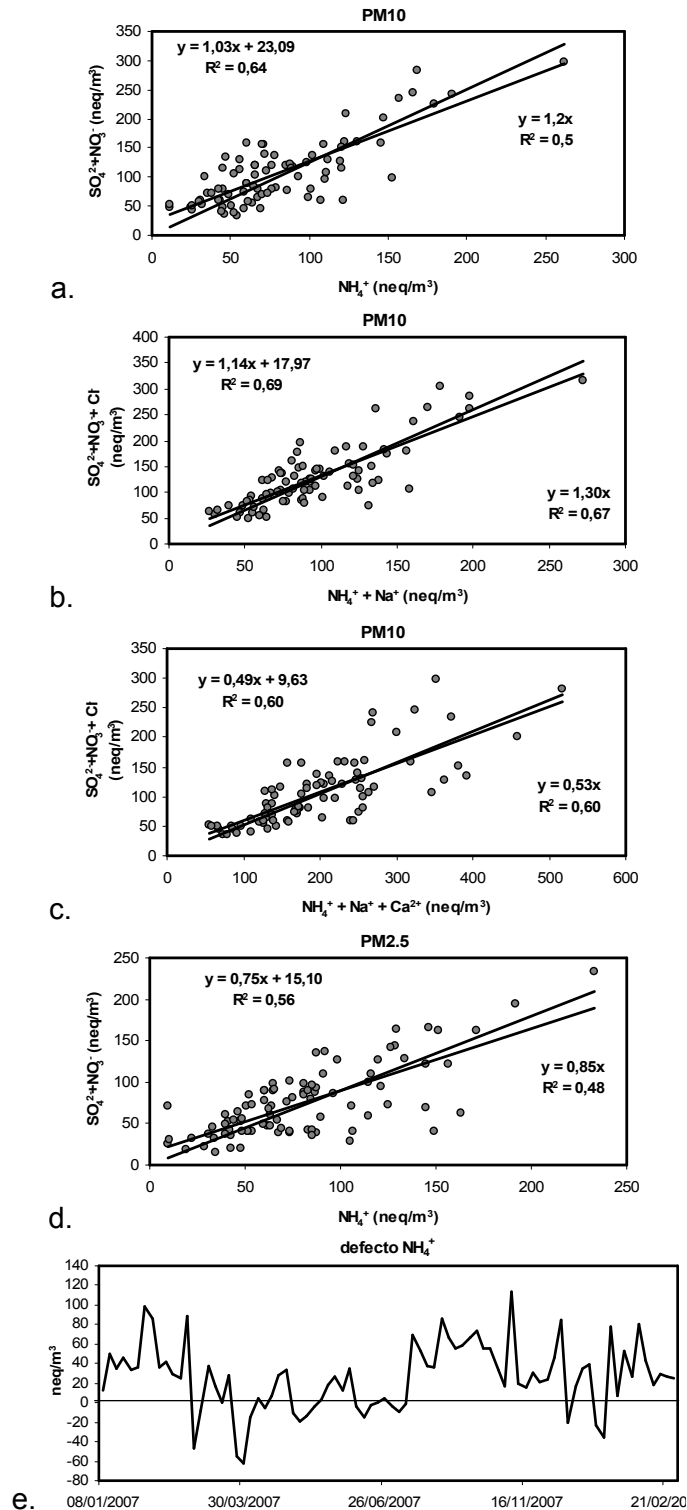 PM10
350
300
250
200
150
100
50
0
SO₄²⁻+NO₃⁻ (neq/m³)
y = 1,03x + 23,09
R² = 0,64
y = 1,2x
R² = 0,5
0 50 100 150 200 250 300
NH₄⁺ (neq/m³)
a.
PM10
400
350
300
250
200
150
100
50
0
SO₄²⁻+NO₃⁻+ Cl⁻
(neq/m³)
y = 1,14x + 17,97
R² = 0,69
y = 1,30x
R² = 0,67
0 50 100 150 200 250 300
NH₄⁺ + Na⁺ (neq/m³)
b.
PM10
350
300
250
200
150
100
50
0
SO₄²⁻+NO₃⁻+ Cl⁻
(neq/m³)
y = 0,49x + 9,63
R² = 0,60
y = 0,53x
R² = 0,60
0 100 200 300 400 500 600
NH₄⁺ + Na⁺ + Ca²⁺ (neq/m³)
c.
PM2.5
250
200
150
100
50
0
SO₄²⁻+NO₃⁻ (neq/m³)
y = 0,75x + 15,10
R² = 0,56
y = 0,85x
R² = 0,48
0 50 100 150 200 250
NH₄⁺ (neq/m³)
d.
defecto NH₄⁺
140
120
100
80
60
40
20
0
-20
-40
-60
-80
neq/m³
08/01/2007 30/03/2007 26/06/2007 16/11/2007 21/02/20
e.